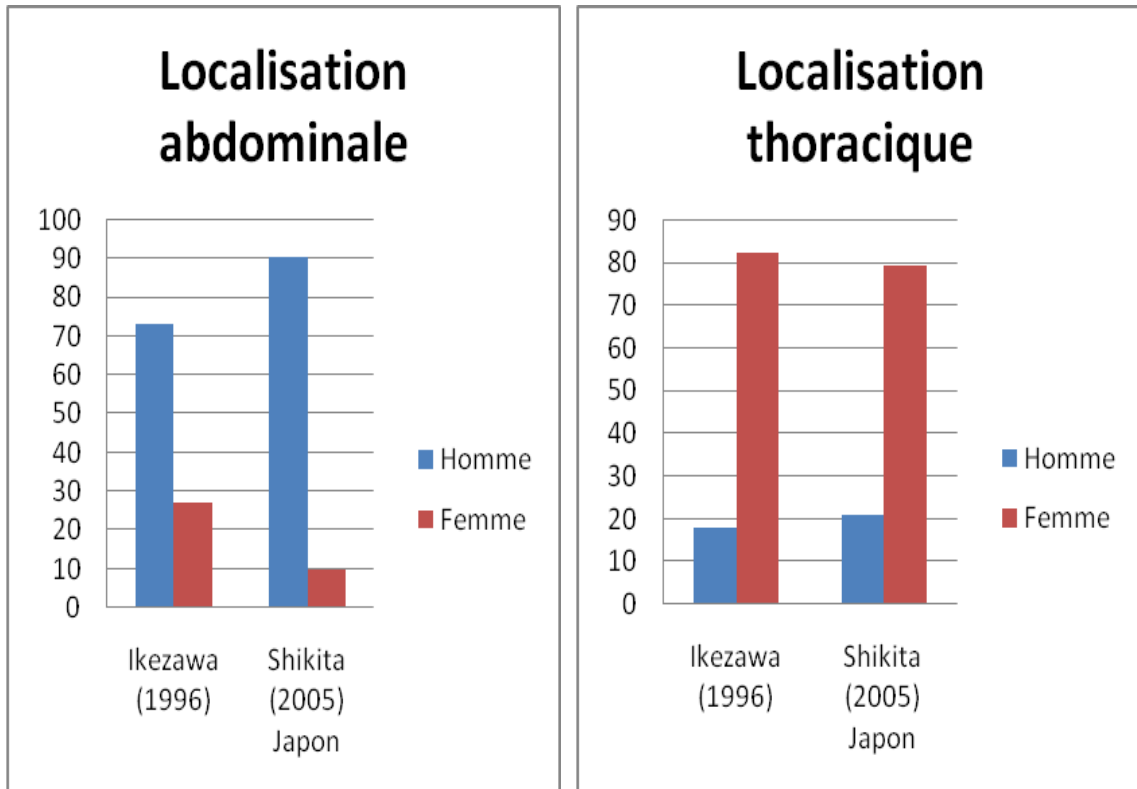 Localisation
abdominale
100
90
80
70
60
50
40
30
20
10
0
Homme
Femme
Ikezawa
(1996)
Shikita
(2005)
Japon
Localisation
thoracique
90
80
70
60
50
40
30
20
10
0
Homme
Femme
Ikezawa
(1996)
Shikita
(2005)
Japon